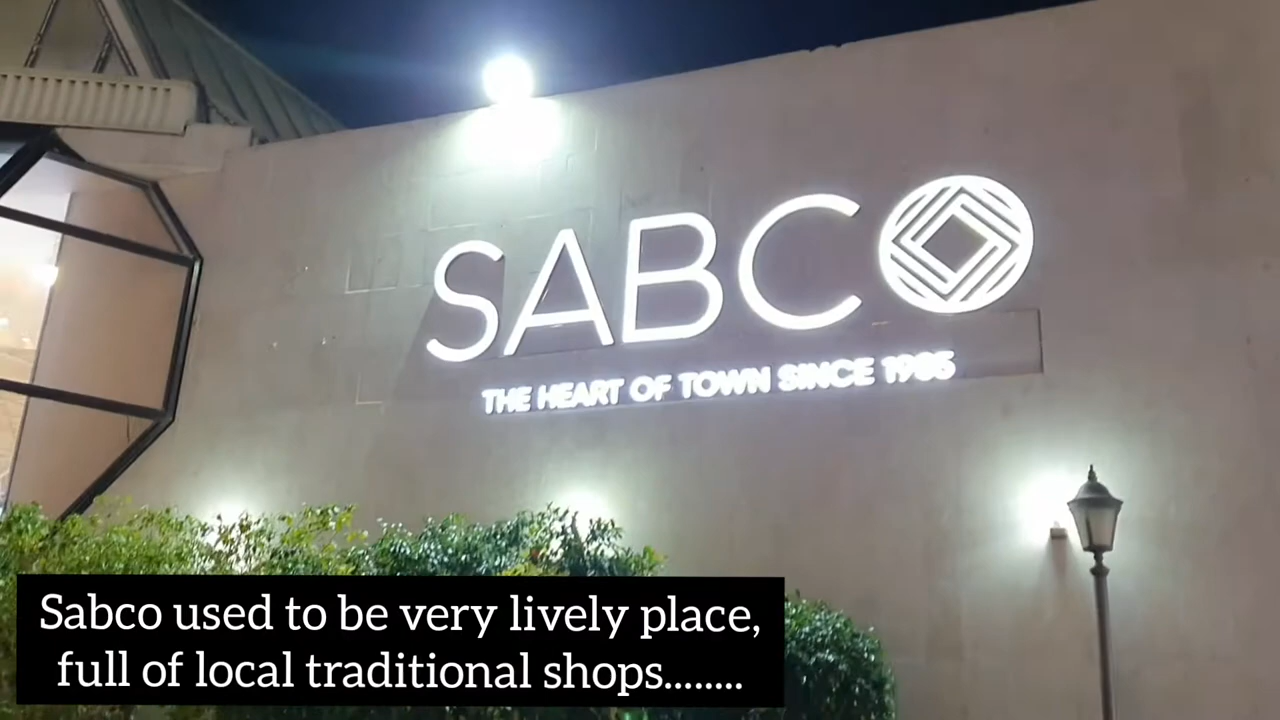 SABCO
THE HEART OF TOWN SINCE 1985
Sabco used to be very lively place,
full of local traditional shops........